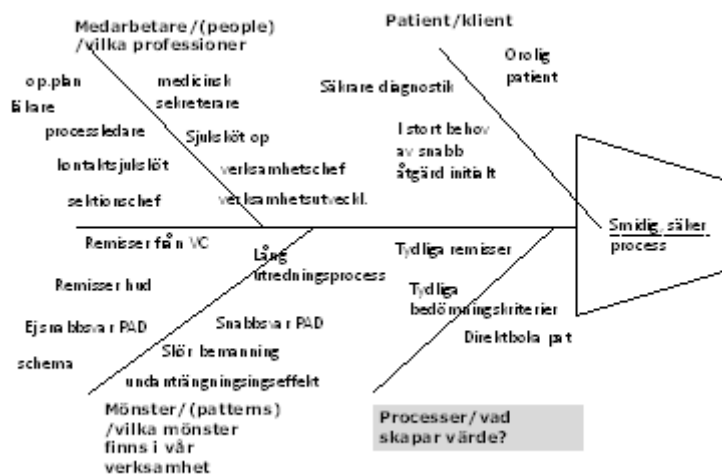 Medarbetare/(people)
/vilka professioner
op.plan
läkare
processledare
kontaktsjuksköt
sektionschef
medicinsk
sekreterare
Sjuksköt op
verksamhetschef
verksamhetsutveckl.
Patient/klient
Orolig
patient
Säkrare diagnostik
I stort behov
av snabb
åtgärd initialt
Smidig, säker
process
Remisser från VC
Remisser hud
Ej snabbsvar PAD
schema
Lång
utredningsprocess
Snabbsvar PAD
Skör bemanning
undanträngningsingseffekt
Mönster/(patterns)
/vilka mönster
finns i vår
verksamhet
Tydliga remisser
Tydliga
bedömningskriterier
Direktboka pat
Processer/vad
skapar värde?